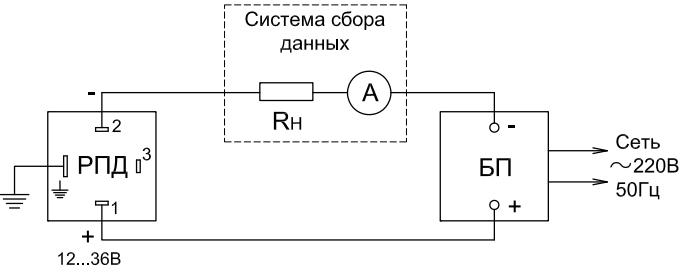 Система сбора
данных
-
A
RН
2
РПД
3
1
+
12...36В
-
БП
+
Сеть
~220В
50Гц